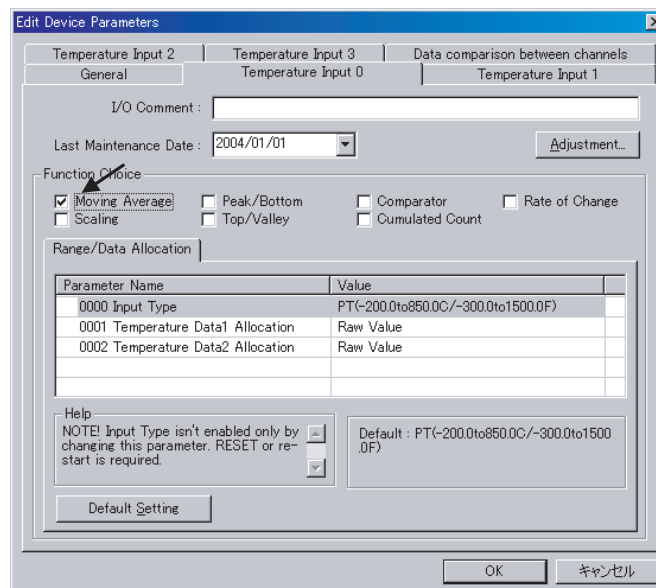 Edit Device Parameters
Temperature Input 2
Temperature Input 3
Data comparison between channels
General
Temperature Input 0
Temperature Input 1
I/O Comment :
Last Maintenance Date :
2004/01/01
Adjustment...
Function Choice
Moving Average
Peak/Bottom
Comparator
Rate of Change
Scaling
Top/Valley
Cumulated Count
Range/Data Allocation
Parameter Name
Value
0000 Input Type
PT(-200.0to850.0C/-300.0to1500.0F)
0001 Temperature Data1 Allocation
Raw Value
0002 Temperature Data2 Allocation
Raw Value
Help
NOTE! Input Type isn't enabled only by
changing this parameter. RESET or re-
start is required.
Default : PT(-200.0to850.0C/-300.0to1500
.0F)
Default Setting
OK
キャンセル